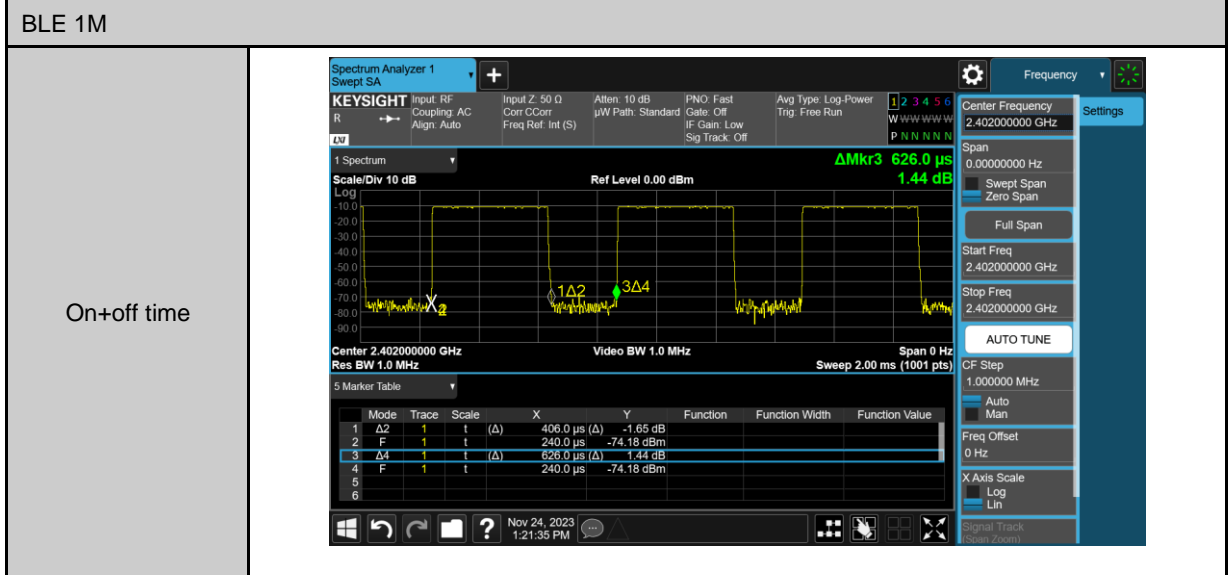 BLE 1M
On+off time
Spectrum Analyzer 1
Swept SA
Frequency
KEYSIGHT
R
LXI
Input: RF
Coupling: AC
Align: Auto
Input Z: 50 Ω
Corr CCorr
Freq Ref: Int (S)
Atten: 10 dB
µW Path: Standard
PNO: Fast
Gate: Off
IF Gain: Low
Sig Track: Off
Avg Type: Log-Power
Trig: Free Run
1 2 3 4 5 6
W W W W W W
P N N N N N
1 Spectrum
ΔMkr3 626.0 µs
1.44 dB
Scale/Div 10 dB
Ref Level 0.00 dBm
Log
-10.0
-20.0
-30.0
-40.0
-50.0
-60.0
-70.0
-80.0
-90.0
1Δ2
3Δ4
X2
Center 2.402000000 GHz
Video BW 1.0 MHz
Span 0 Hz
Res BW 1.0 MHz
Sweep 2.00 ms (1001 pts)
5 Marker Table
Mode Trace Scale X Y Function Function Width Function Value
1 Δ2 1 t (Δ) 406.0 µs (Δ) -1.65 dB
2 F 1 t 240.0 µs -74.18 dBm
3 Δ4 1 t (Δ) 626.0 µs (Δ) 1.44 dB
4 F 1 t 240.0 µs -74.18 dBm
5
6
?
Nov 24, 2023
1:21:35 PM
Center Frequency
2.402000000 GHz
Settings
Span
0.00000000 Hz
Swept Span
Zero Span
Full Span
Start Freq
2.402000000 GHz
Stop Freq
2.402000000 GHz
AUTO TUNE
CF Step
1.000000 MHz
Auto
Man
Freq Offset
0 Hz
X Axis Scale
Log
Lin
Signal Track
(Span Zoom)